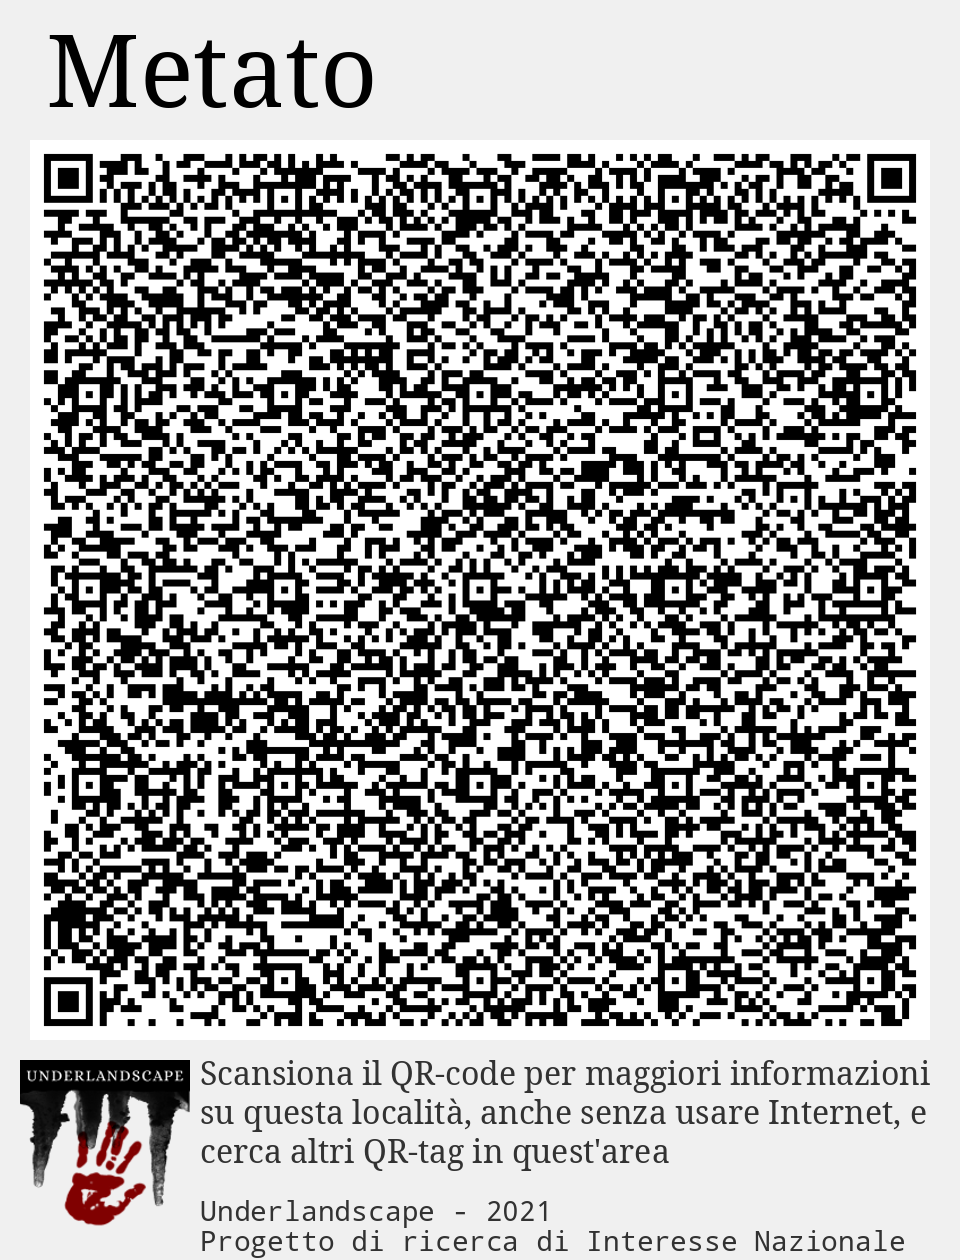 Metato
UNDERLANDSCAPE
Scansiona il QR-code per maggiori informazioni
su questa località, anche senza usare Internet, e
cerca altri QR-tag in quest'area
Underlandscape - 2021
Progetto di ricerca di Interesse Nazionale